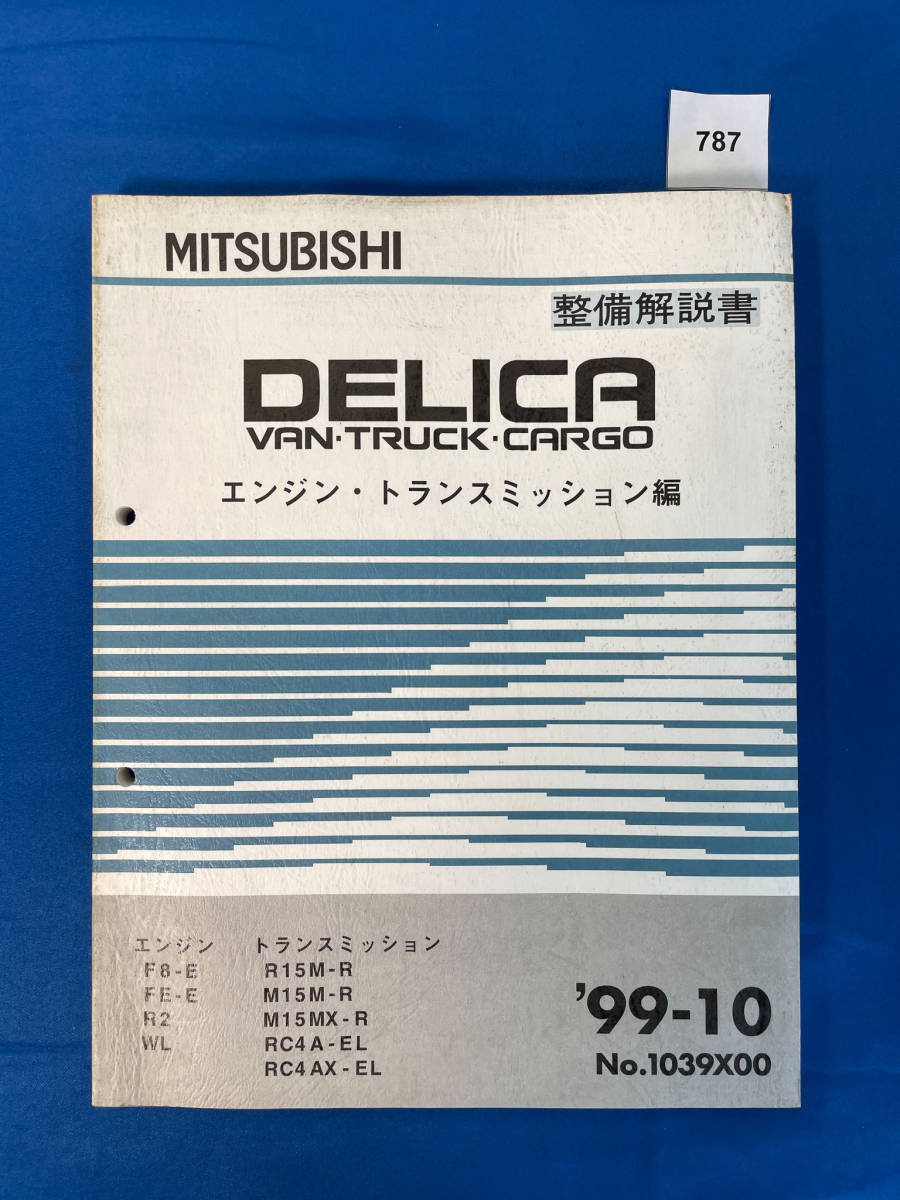 787
MITSUBISHI
整備解説書
DELICA
VAN·TRUCK·CARGO
エンジン・トランスミッション編
エンジン トランスミッション
F8-E R15M-R
FE-E M15M-R
R2 M15MX-R
WL RC4A-EL
RC4AX-EL
'99-10
No.1039X00